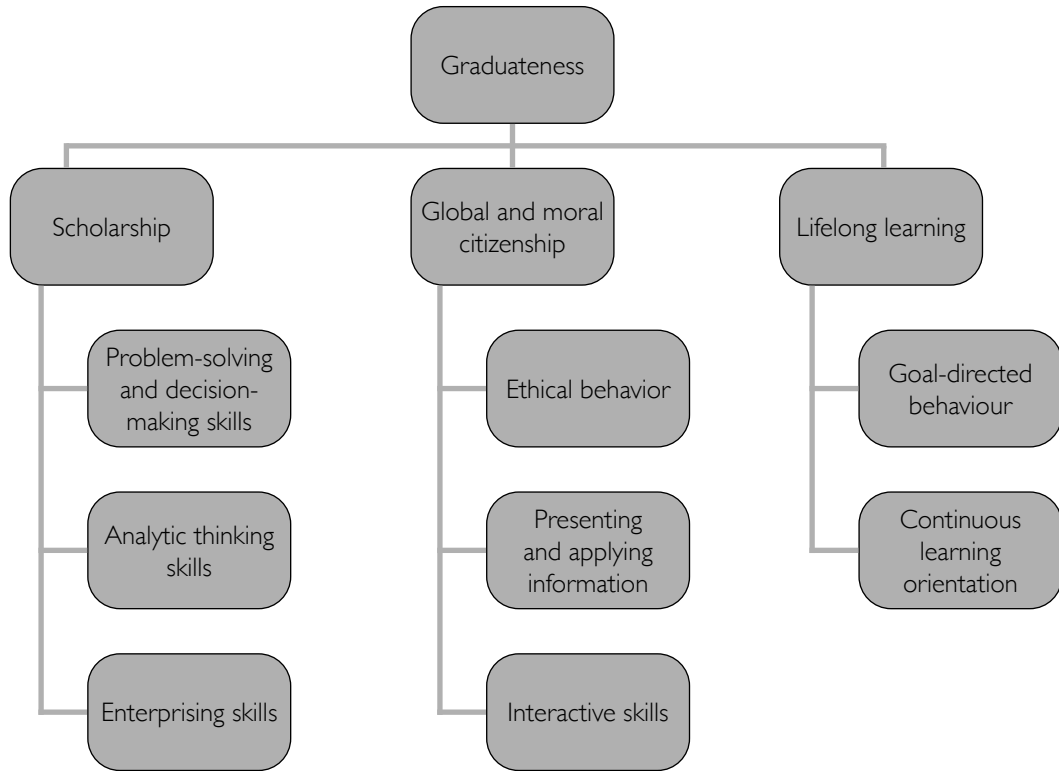 Graduateness
Scholarship
Global and moral
citizenship
Lifelong learning
Problem-solving
and decision-
making skills
Analytic thinking
skills
Enterprising skills
Ethical behavior
Presenting
and applying
information
Interactive skills
Goal-directed
behaviour
Continuous
learning
orientation